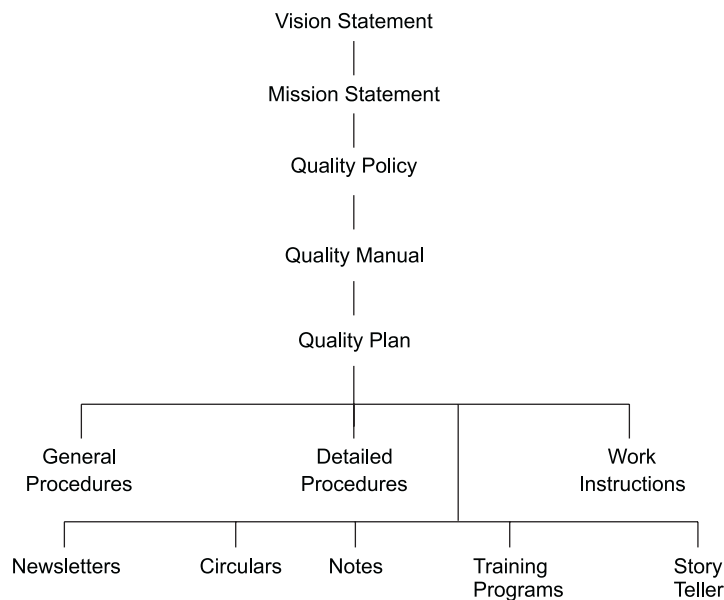 Vision Statement
Mission Statement
Quality Policy
Quality Manual
Quality Plan
General
Procedures
Detailed
Procedures
Work
Instructions
Newsletters
Circulars
Notes
Training
Programs
Story
Teller